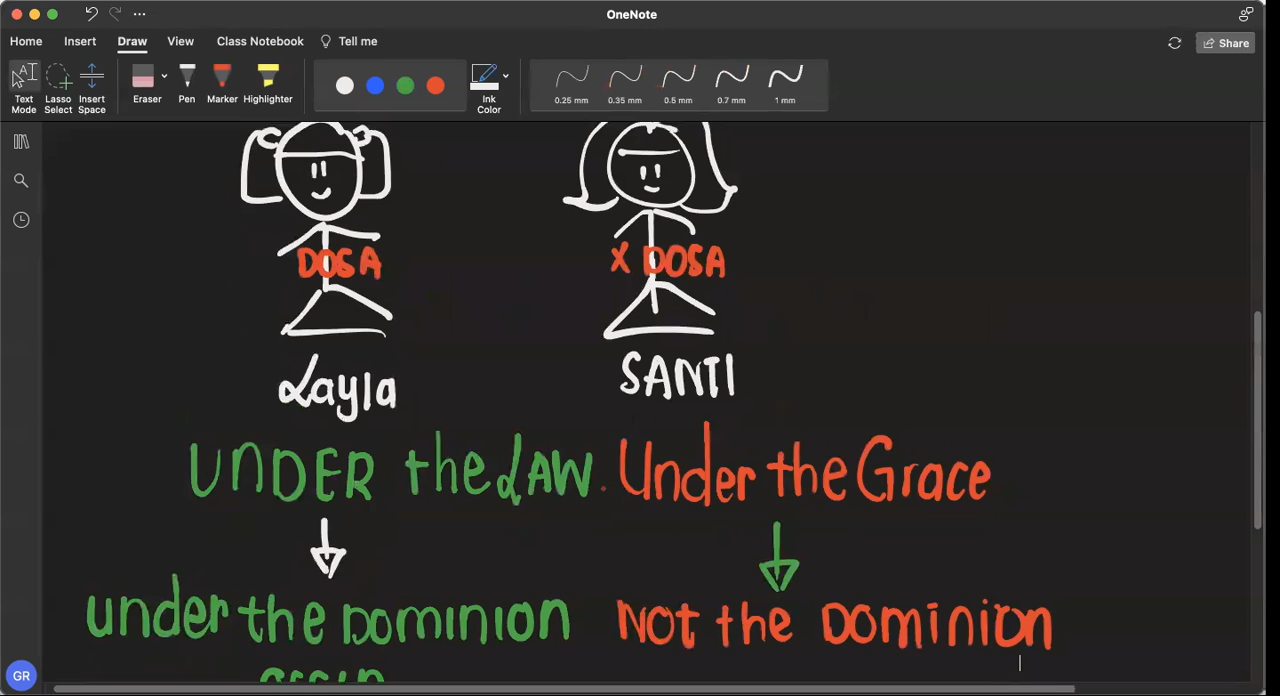 OneNote
Home Insert Draw View Class Notebook Tell me
Share
Text Mode
Lasso Select
Insert Space
Eraser
Pen
Marker
Highlighter
Ink Color
0.25 mm
0.35 mm
0.5 mm
0.7 mm
1 mm
DOSA
X DOSA
Layla
SANTI
UNDER the LAW. Under the Grace
under the DOMINION Not the DOMINION
GR